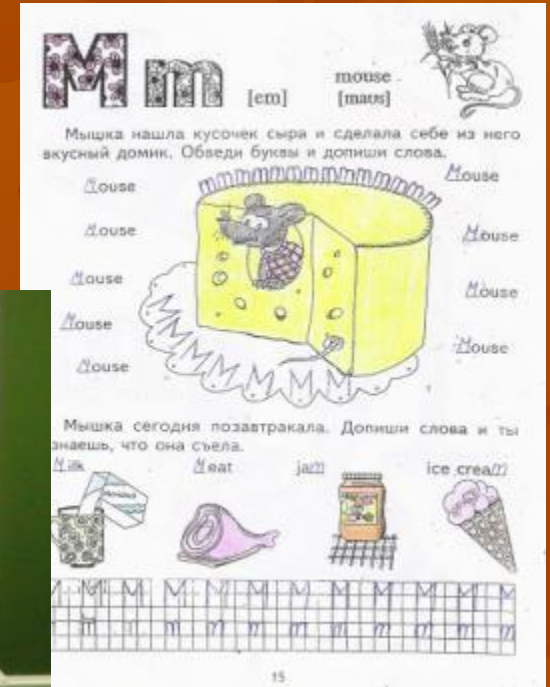 M m [em] mouse [maʊs]
Мышка нашла кусочек сыра и сделала себе из него
вкусный домик. Обведи буквы и допиши слова.
Mouse Mouse
Mouse Mouse
Mouse Mouse
Mouse Mouse
Mouse
Мышка сегодня позавтракала. Допиши слова и ты
знаешь, что она съела.
Milk Meat jam ice cream
M M M M M M M M M M M
m m m m m m m m m m
15